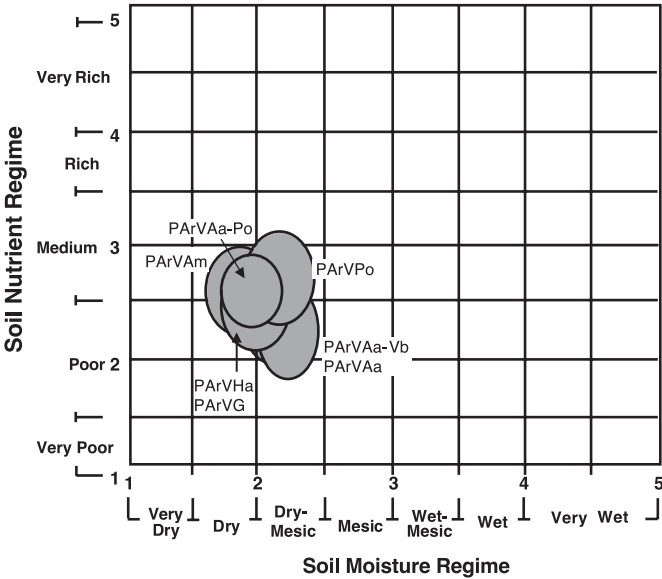 5
Very Rich
4
Rich
Soil Nutrient Regime
PArVAa-Po
Medium 3
PArVAm
PArVPo
PArVAa-Vb
Poor 2
PArVAa
PArVHa
PArVG
Very Poor
1
1 2 3 4 5
Very Dry
Dry
Dry-
Mesic
Mesic
Wet-
Mesic
Wet
Very Wet
Soil Moisture Regime